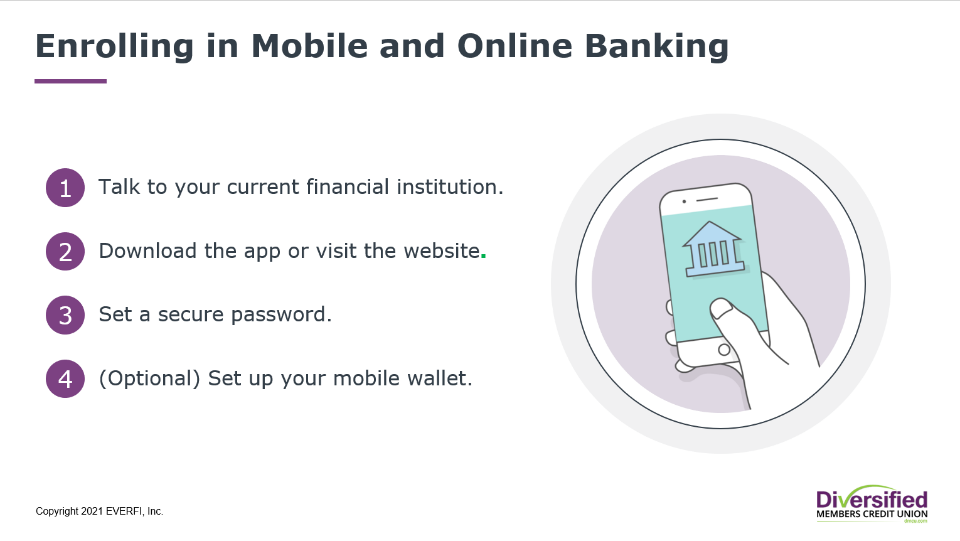 Enrolling in Mobile and Online Banking
1 Talk to your current financial institution.
2 Download the app or visit the website.
3 Set a secure password.
4 (Optional) Set up your mobile wallet.
Copyright 2021 EVERFI, Inc.
Diversified
MEMBERS CREDIT UNION
dmcu.com